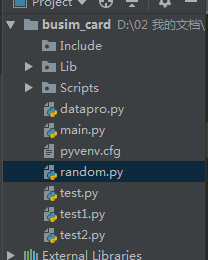 Project
busim_card D:\02 我的文档\
Include
Lib
Scripts
datapro.py
main.py
pyvenv.cfg
random.py
test.py
test1.py
test2.py
External Libraries